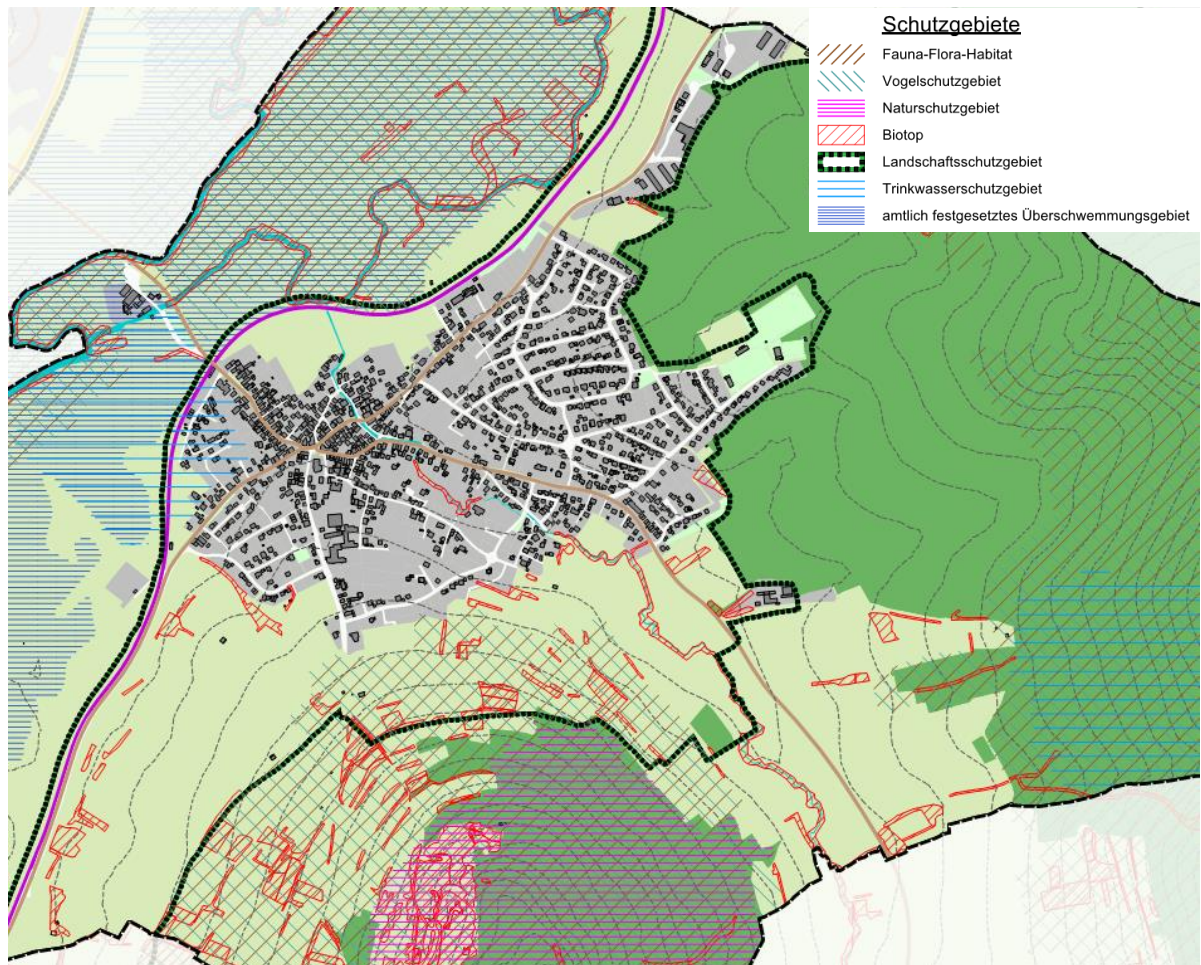 Schutzgebiete
Fauna-Flora-Habitat
Vogelschutzgebiet
Naturschutzgebiet
Biotop
Landschaftsschutzgebiet
Trinkwasserschutzgebiet
amtlich festgesetztes Überschwemmungsgebiet